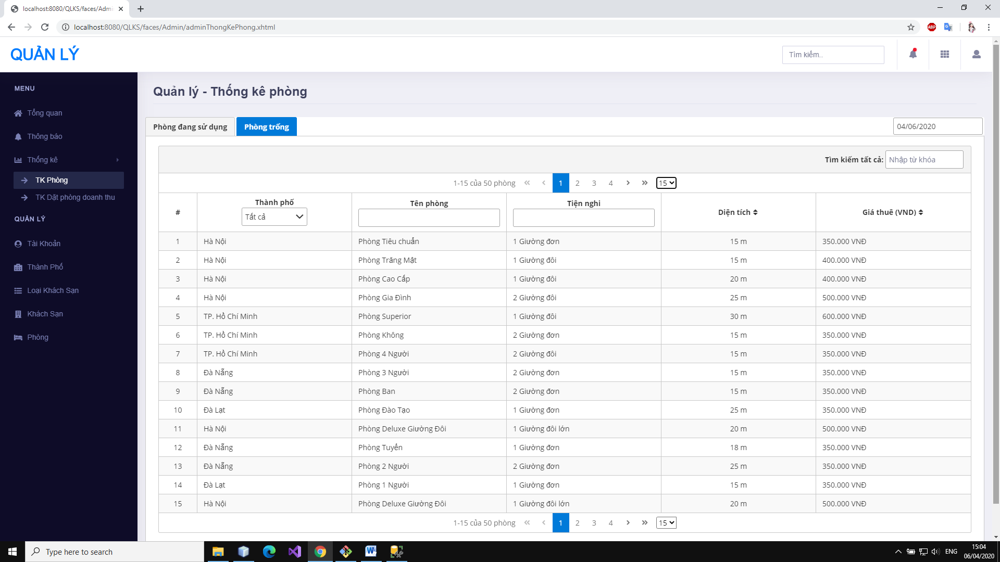 localhost:8080/QLKS/faces/Admi
localhost:8080/QLKS/faces/Admin/adminThongKePhong.xhtml
ABP
QUẢN LÝ
Tìm kiếm..
MENU
Tổng quan
Thông báo
Thống kê
TK Phòng
TK Dặt phòng doanh thu
QUẢN LÝ
Tài Khoản
Thành Phố
Loại Khách Sạn
Khách Sạn
Phòng
Quản lý - Thống kê phòng
Phòng đang sử dụng Phòng trống 04/06/2020
Tìm kiếm tất cả: Nhập từ khóa
1-15 của 50 phòng 1 2 3 4 15
# Thành phố Tên phòng Tiện nghi Diện tích Giá thuê (VND)
Tất cả
1 Hà Nội Phòng Tiêu chuẩn 1 Giường đơn 15 m 350.000 VNĐ
2 Hà Nội Phòng Trăng Mật 1 Giường đôi 15 m 400.000 VNĐ
3 Hà Nội Phòng Cao Cấp 1 Giường đôi 20 m 400.000 VNĐ
4 Hà Nội Phòng Gia Đình 2 Giường đôi 25 m 500.000 VNĐ
5 TP. Hồ Chí Minh Phòng Superior 1 Giường đôi 30 m 600.000 VNĐ
6 TP. Hồ Chí Minh Phòng Không 2 Giường đơn 15 m 350.000 VNĐ
7 TP. Hồ Chí Minh Phòng 4 Người 2 Giường đôi 15 m 350.000 VNĐ
8 Đà Nẵng Phòng 3 Người 2 Giường đơn 15 m 350.000 VNĐ
9 Đà Nẵng Phòng Ban 2 Giường đơn 15 m 350.000 VNĐ
10 Đà Lạt Phòng Đào Tạo 1 Giường đơn 25 m 350.000 VNĐ
11 Hà Nội Phòng Deluxe Giường Đôi 1 Giường đôi lớn 20 m 500.000 VNĐ
12 Đà Nẵng Phòng Tuyến 1 Giường đơn 18 m 350.000 VNĐ
13 Đà Nẵng Phòng 2 Người 2 Giường đơn 25 m 350.000 VNĐ
14 Đà Lạt Phòng 1 Người 1 Giường đơn 15 m 350.000 VNĐ
15 Hà Nội Phòng Deluxe Giường Đôi 1 Giường đôi lớn 20 m 500.000 VNĐ
1-15 của 50 phòng 1 2 3 4 15
Type here to search
ENG
15:04
06/04/2020